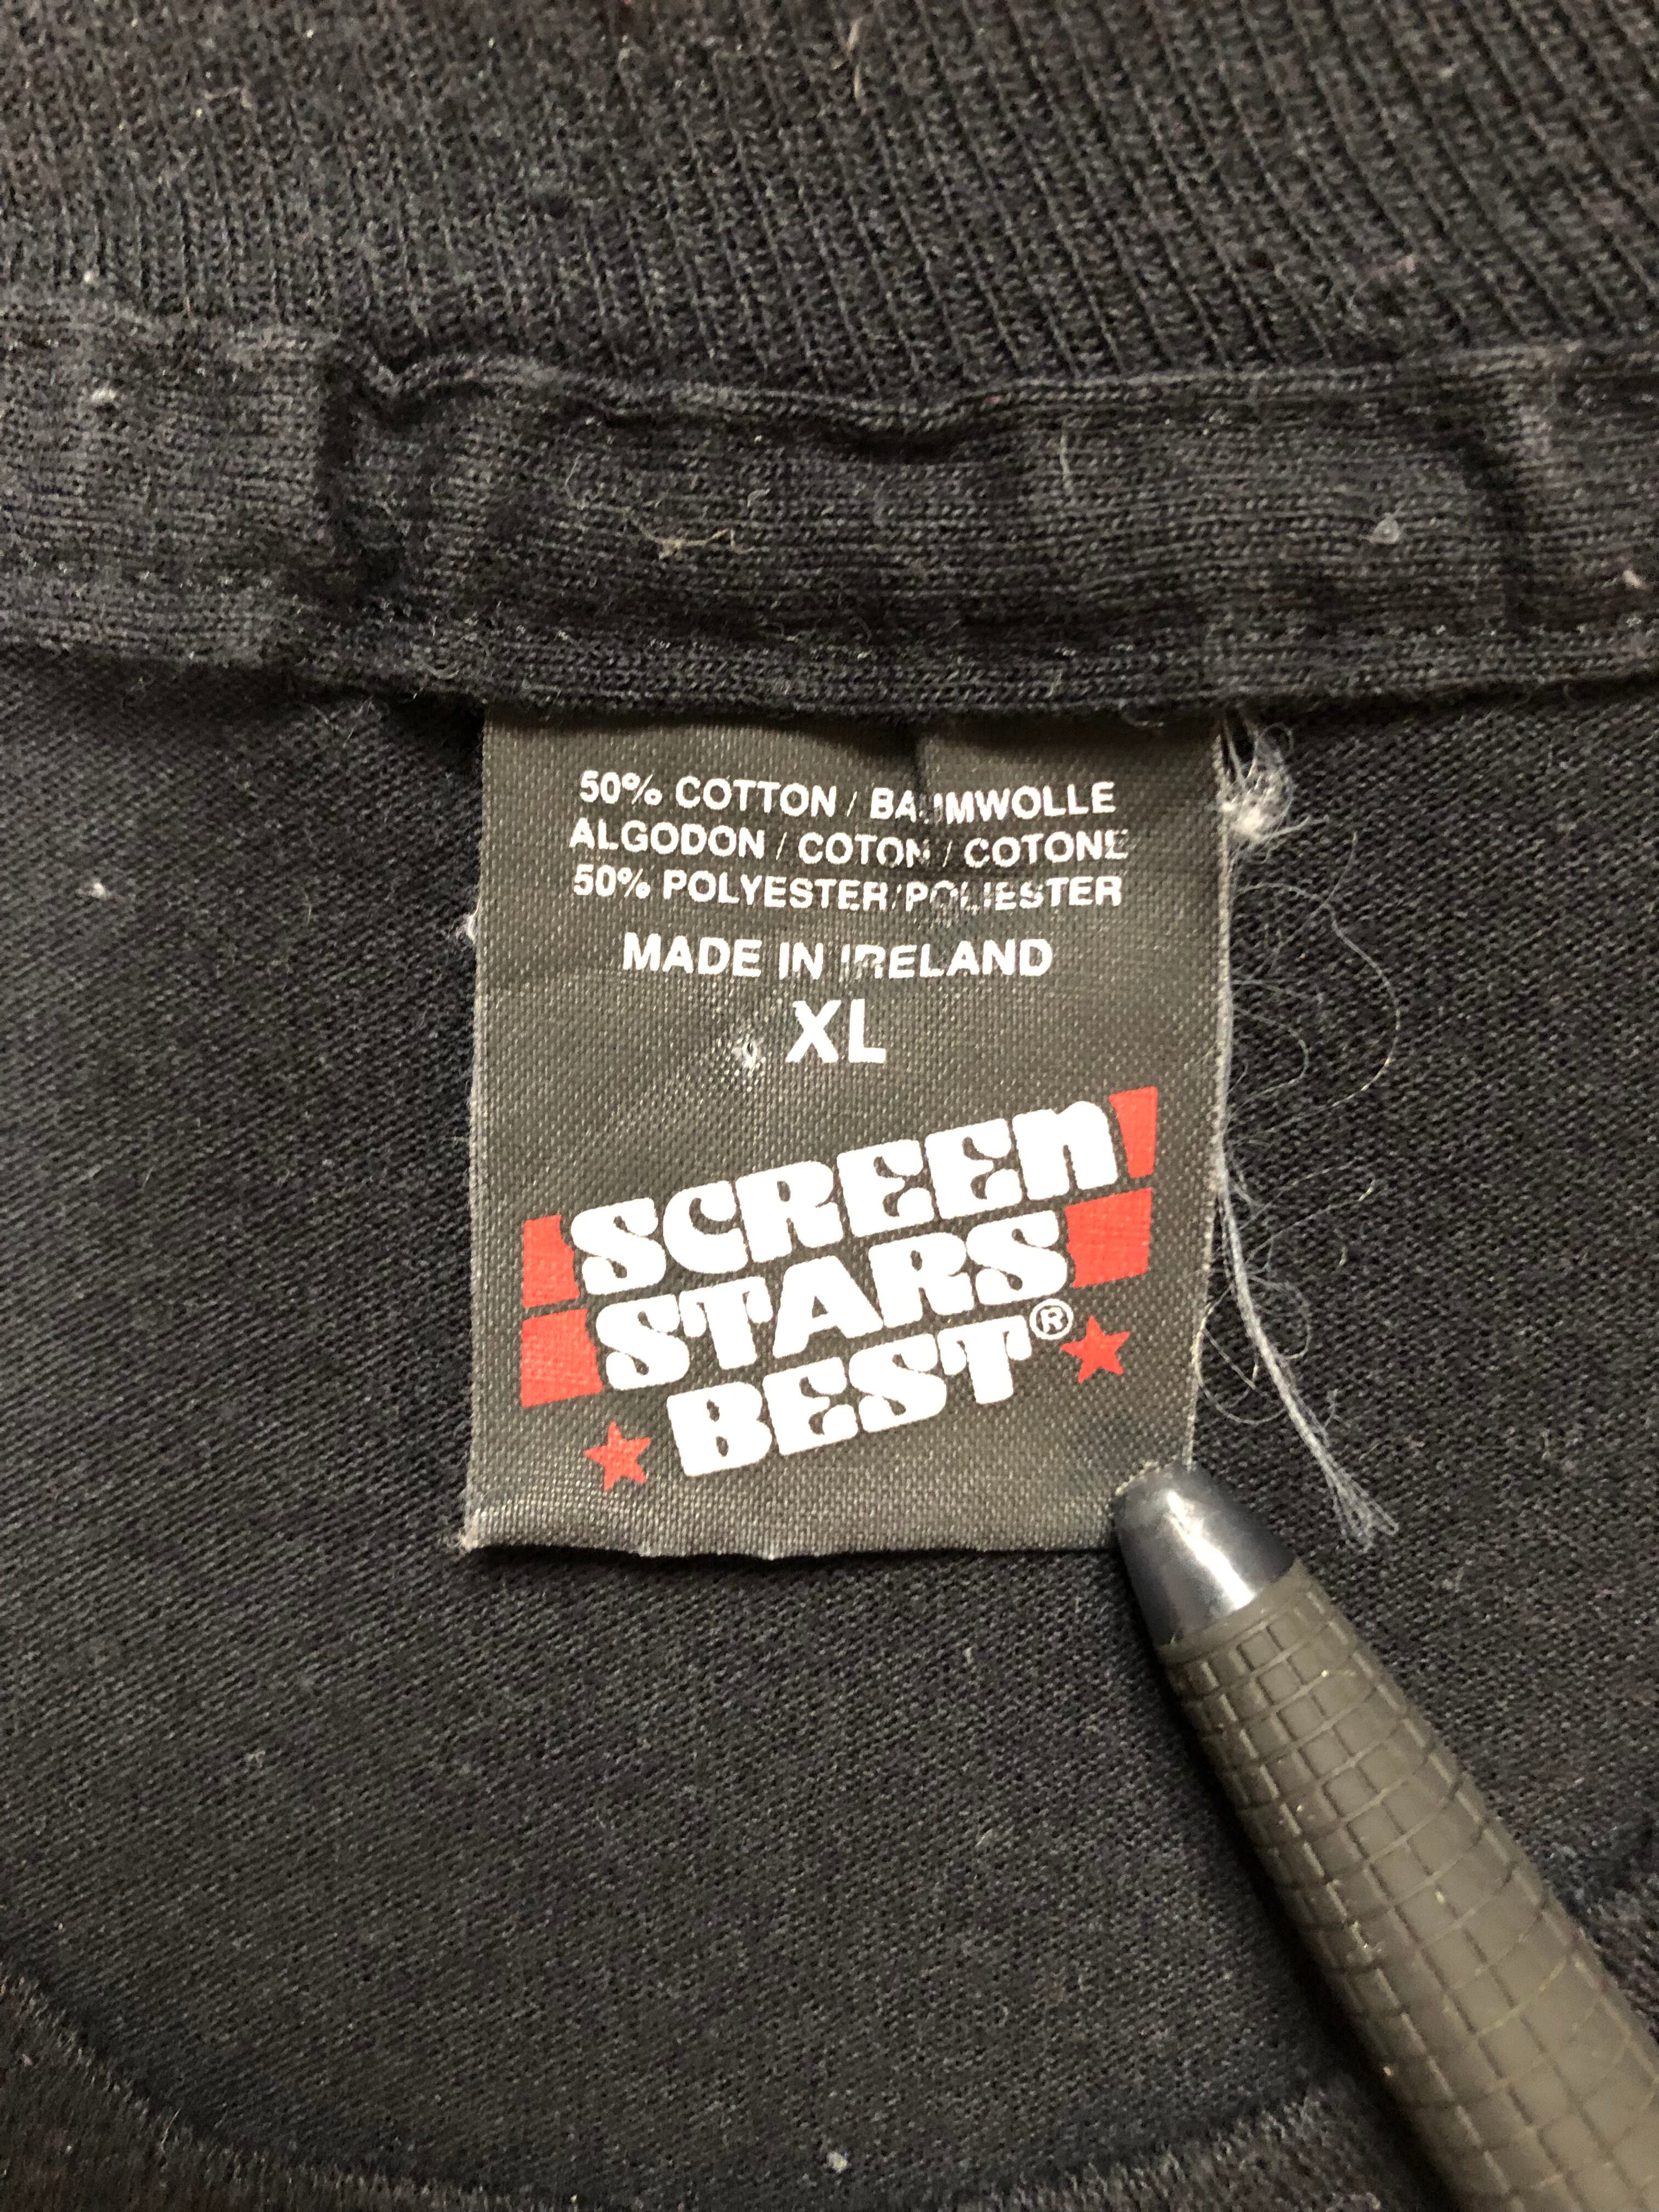 50% COTTON / BAUMWOLLE
ALGODON / COTON / COTONE
50% POLYESTER/POLIESTER
MADE IN IRELAND
XL
SCREEN
STARS
BEST®